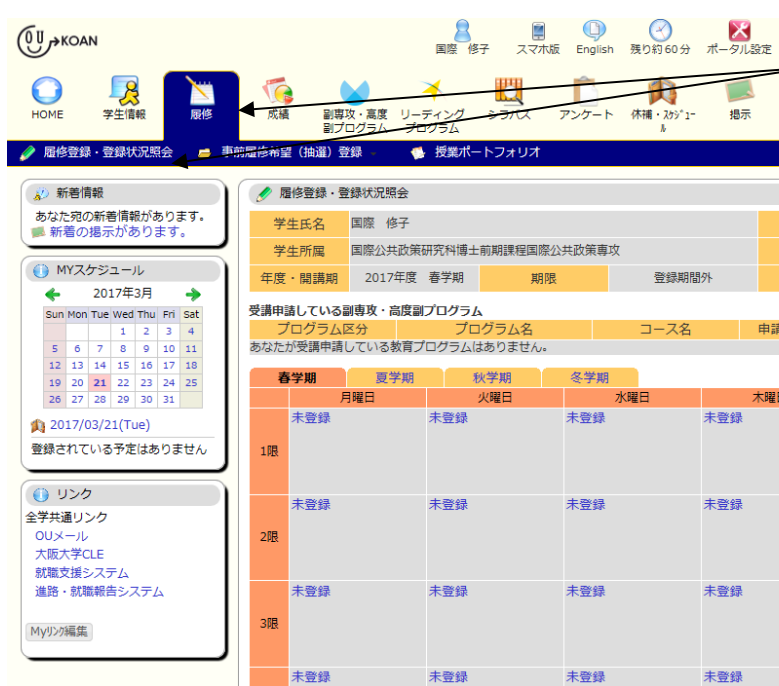 KOAN
国際 修子 スマホ版 English 残り約60分 ポータル設定
HOME 学生情報 履修 成績 副専攻・高度副プログラム リーディングプログラム シラバス アンケート 休補・スケジュール 掲示
履修登録・登録状況照会 事前履修希望(抽選)登録 授業ポートフォリオ
新着情報
あなた宛の新着情報があります。
新着の掲示があります。
MYスケジュール
2017年3月
Sun Mon Tue Wed Thu Fri Sat
1 2 3 4
5 6 7 8 9 10 11
12 13 14 15 16 17 18
19 20 21 22 23 24 25
26 27 28 29 30 31
2017/03/21(Tue)
登録されている予定はありません
リンク
全学共通リンク
OUメール
大阪大学CLE
就職支援システム
進路・就職報告システム
Myリンク編集
履修登録・登録状況照会
学生氏名 国際 修子
学生所属 国際公共政策研究科博士前期課程国際公共政策専攻
年度・開講期 2017年度 春学期 期限 登録期間外
受講申請している副専攻・高度副プログラム
プログラム区分 プログラム名 コース名 申請
あなたが受講申請している教育プログラムはありません。
春学期 夏学期 秋学期 冬学期
月曜日 火曜日 水曜日 木曜日
1限 未登録 未登録 未登録 未登録
2限 未登録 未登録 未登録 未登録
3限 未登録 未登録 未登録 未登録
未登録 未登録 未登録 未登録